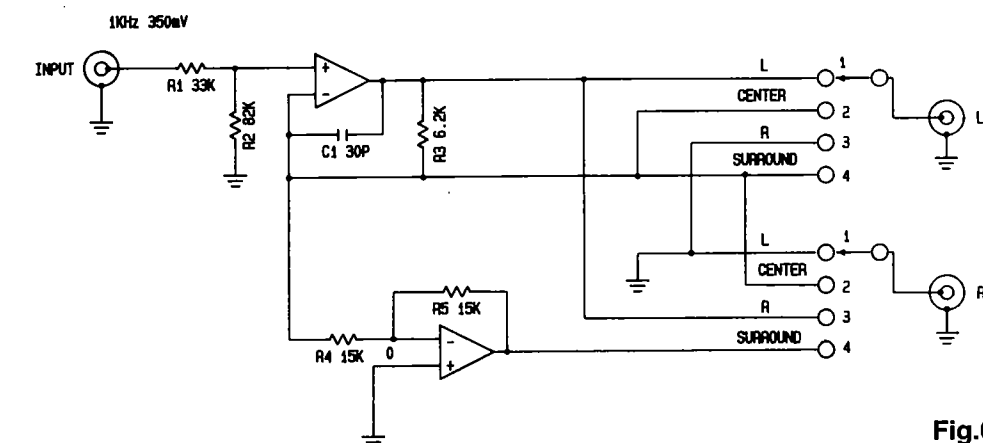 1KHz 350mV
INPUT
R1 33K
R2 82K
+
-
C1 30P
R3 6.2K
L
1
CENTER
2
R
3
SURROUND
4
L
1
CENTER
2
R
3
SURROUND
4
R5 15K
R4 15K
0
-
+